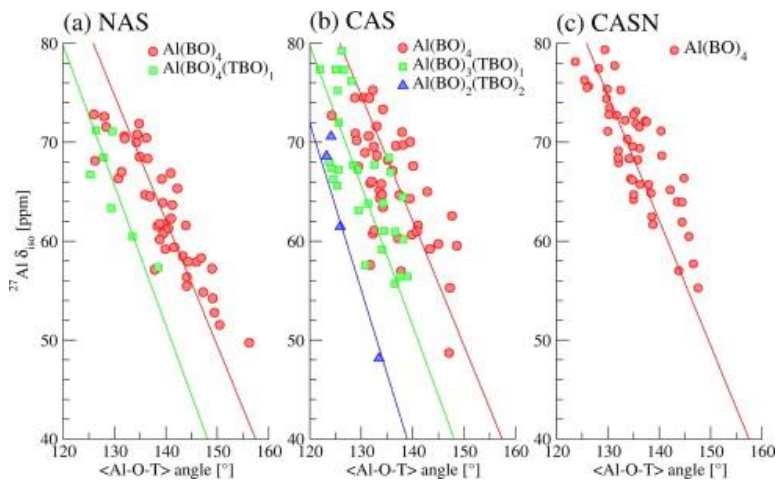 (a) NAS
Al(BO)₄
Al(BO)₄(TBO)₁
(b) CAS
Al(BO)₄
Al(BO)₃(TBO)₁
Al(BO)₂(TBO)₂
(c) CASN
Al(BO)₄
²⁷Al δiso [ppm]
80
70
60
50
40
120 130 140 150 160
<Al-O-T> angle [°]
80
70
60
50
40
120 130 140 150 160
<Al-O-T> angle [°]
80
70
60
50
40
120 130 140 150 160
<Al-O-T> angle [°]